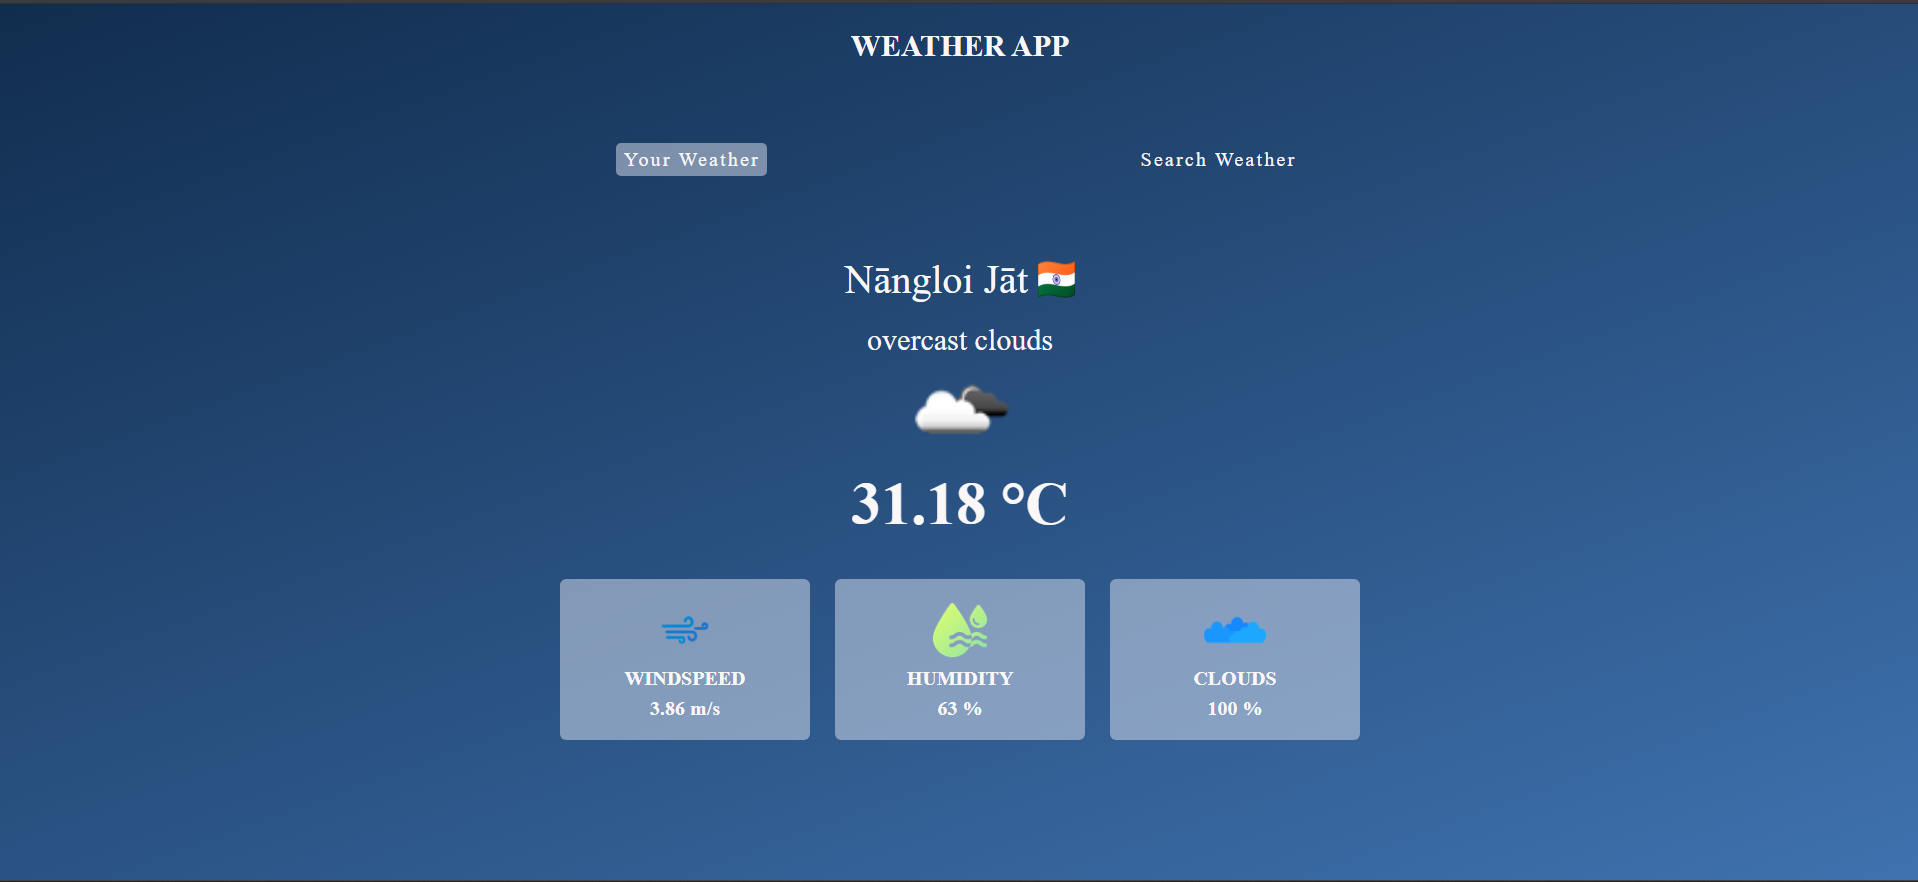 WEATHER APP
Your Weather
Search Weather
Nāngloi Jāt
overcast clouds
31.18 °C
WINDSPEED
3.86 m/s
HUMIDITY
63 %
CLOUDS
100 %